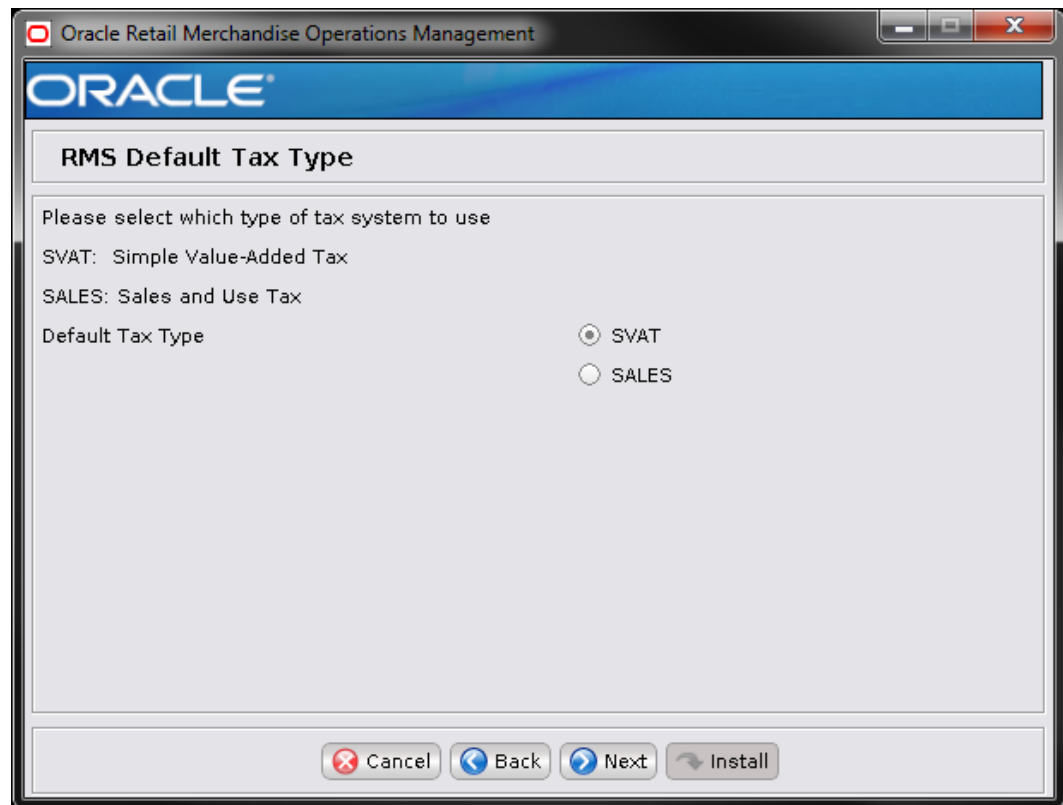 Oracle Retail Merchandise Operations Management
ORACLE®
RMS Default Tax Type
Please select which type of tax system to use
SVAT: Simple Value-Added Tax
SALES: Sales and Use Tax
Default Tax Type SVAT
SALES
Cancel Back Next Install